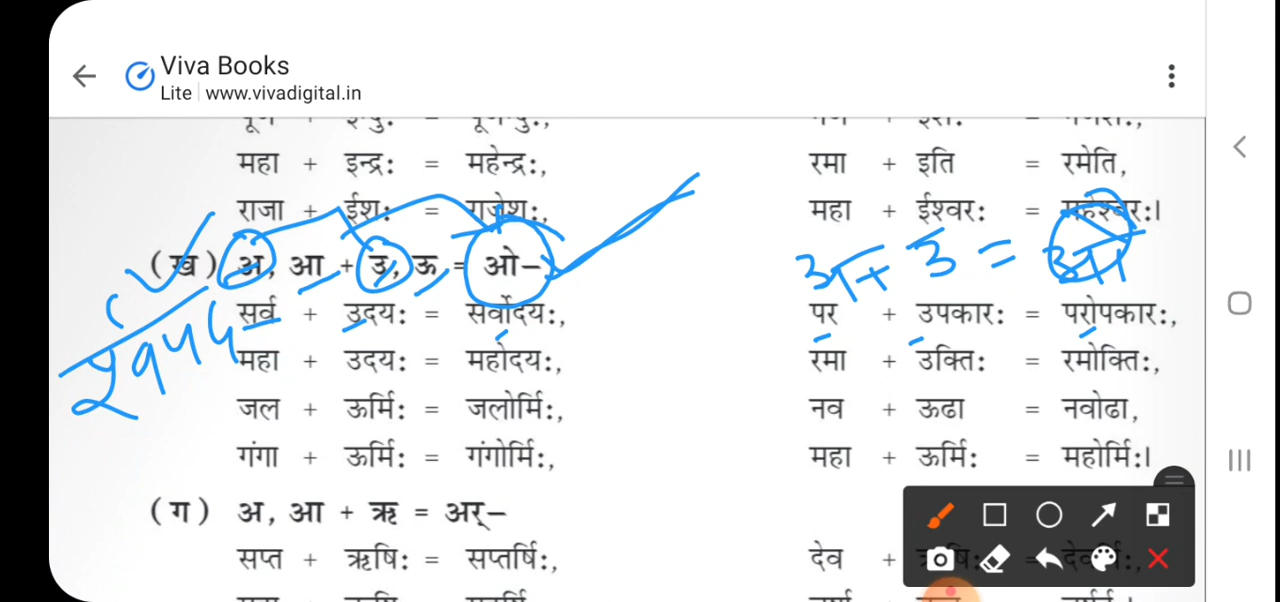 Viva Books
Lite | www.vivadigital.in
महा + इन्द्रः = महेन्द्रः, रमा + इति = रमेति,
राजा + ईशः = राजेशः, महा + ईश्वरः = महेश्वरः।
(ख) अ, आ + उ, ऊ = ओ–
अ + उ = ओ
सर्व + उदयः = सर्वोदयः, पर + उपकारः = परोपकारः,
महा + उदयः = महोदयः, रमा + उक्तिः = रमोक्तिः,
जल + ऊर्मिः = जलोर्मिः, नव + ऊढा = नवोढा,
गंगा + ऊर्मिः = गंगोर्मिः, महा + ऊर्मिः = महोर्मिः।
(ग) अ, आ + ऋ = अर्–
सप्त + ऋषिः = सप्तर्षिः, देव +